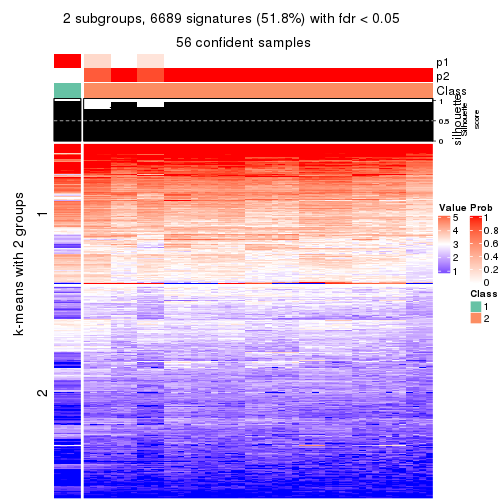 2 subgroups, 6689 signatures (51.8%) with fdr < 0.05
56 confident samples
p1
p2
Class
1
0.5
0
silhouette
Silhouette
score
k-means with 2 groups
1
2
Value
5
4
3
2
1
Prob
1
0.8
0.6
0.4
0.2
0
Class
1
2